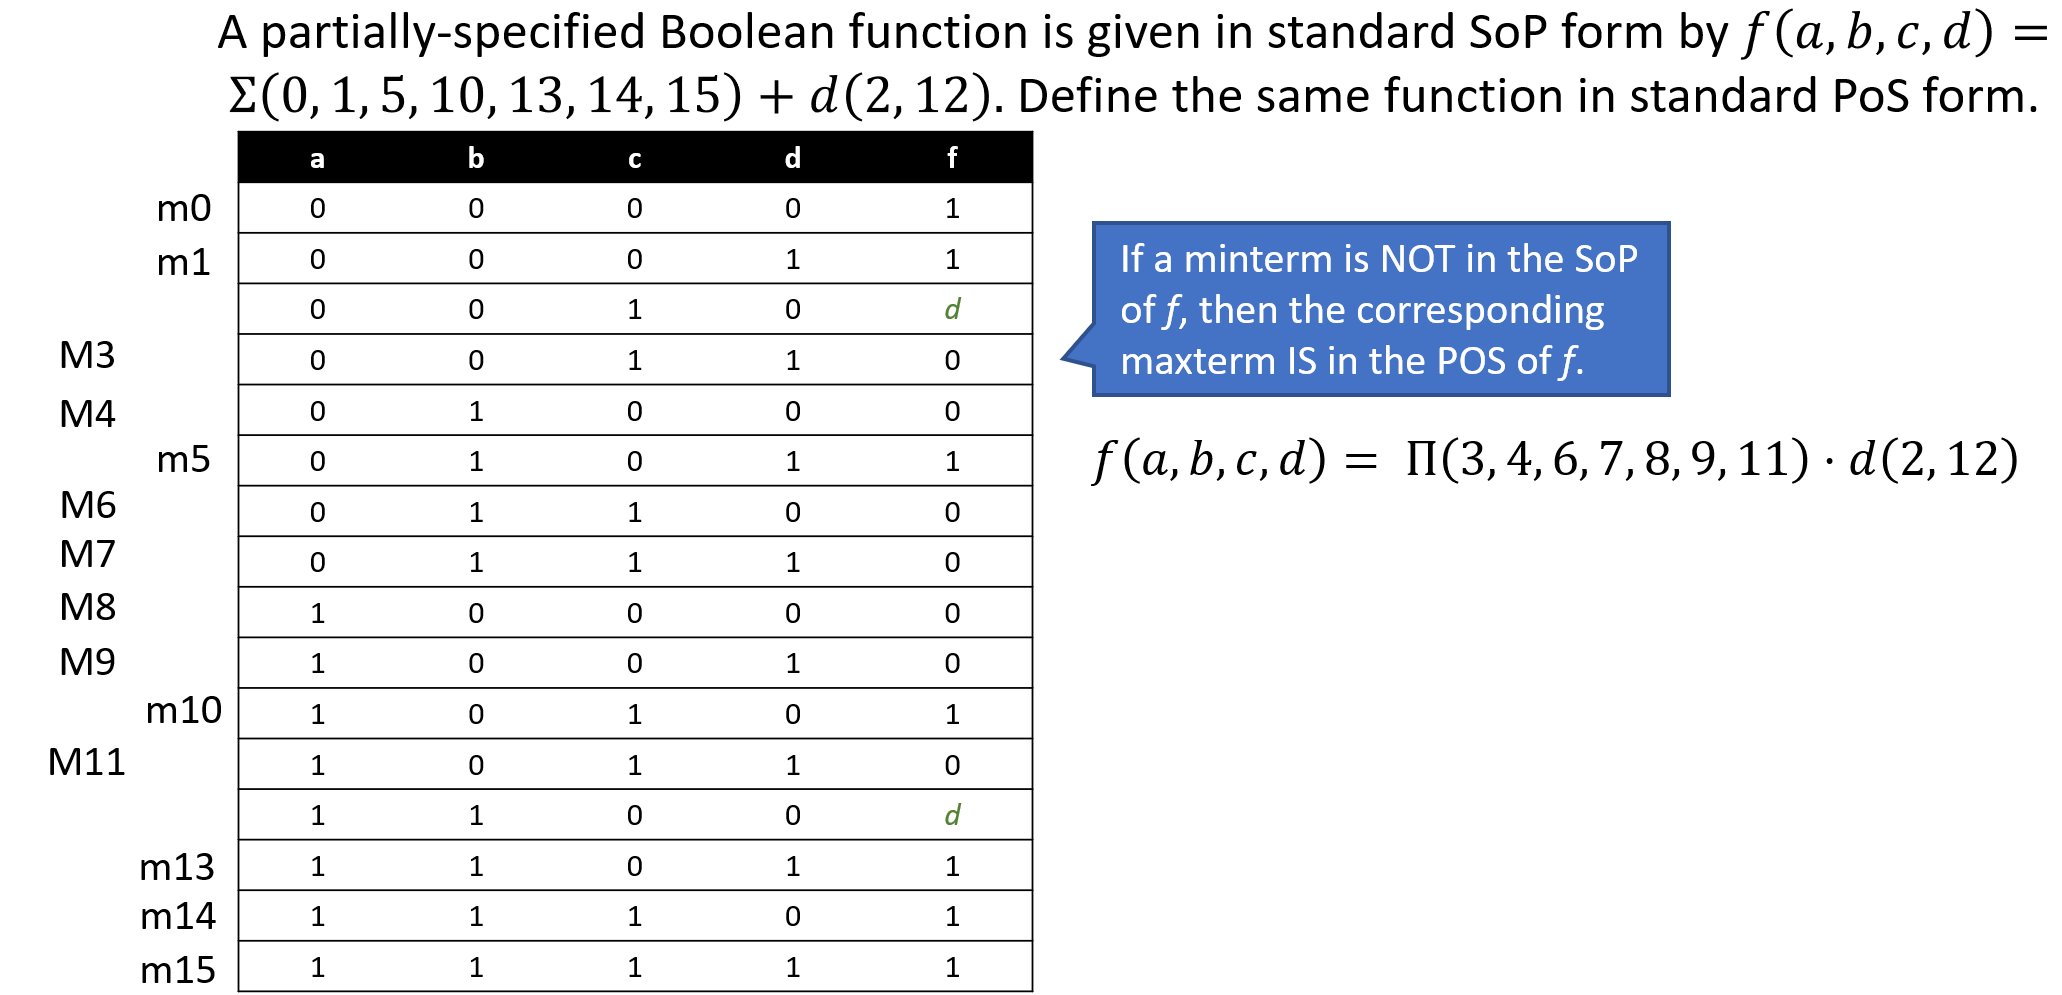 A partially-specified Boolean function is given in standard SoP form by f(a, b, c, d) =
Σ(0, 1, 5, 10, 13, 14, 15) + d(2, 12). Define the same function in standard PoS form.
a b c d f
m0 0 0 0 0 1
m1 0 0 0 1 1
0 0 1 0 d
M3 0 0 1 1 0
M4 0 1 0 0 0
m5 0 1 0 1 1
M6 0 1 1 0 0
M7 0 1 1 1 0
M8 1 0 0 0 0
M9 1 0 0 1 0
m10 1 0 1 0 1
M11 1 0 1 1 0
1 1 0 0 d
m13 1 1 0 1 1
m14 1 1 1 0 1
m15 1 1 1 1 1
If a minterm is NOT in the SoP
of f, then the corresponding
maxterm IS in the POS of f.
f(a, b, c, d) = Π(3, 4, 6, 7, 8, 9, 11) · d(2, 12)